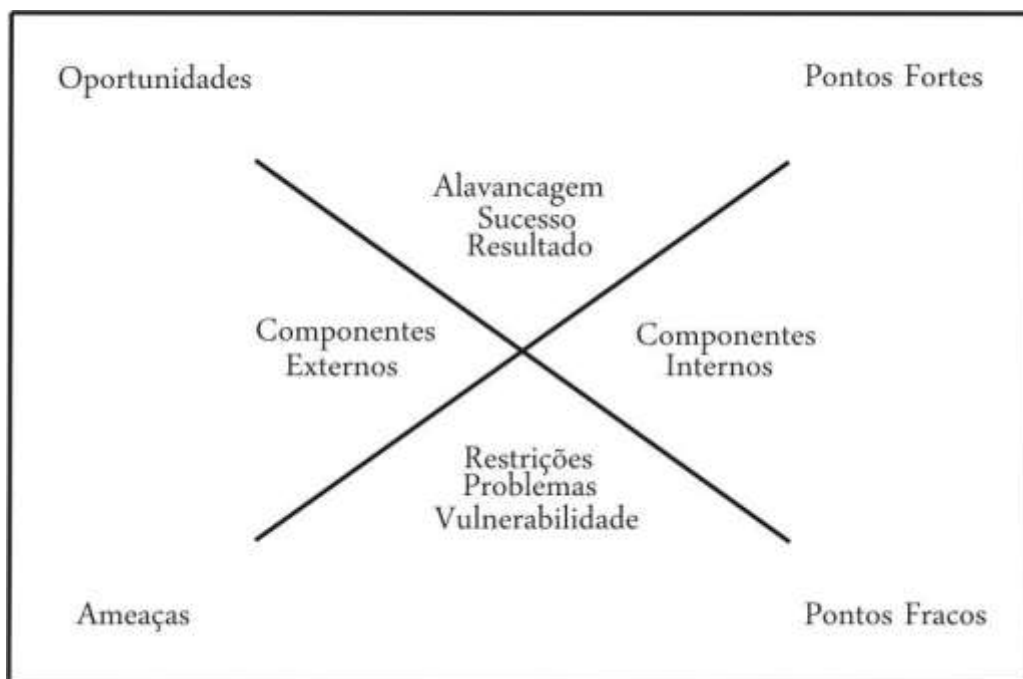 Oportunidades
Pontos Fortes
Alavancagem
Sucesso
Resultado
Componentes
Externos
Componentes
Internos
Restrições
Problemas
Vulnerabilidade
Ameaças
Pontos Fracos